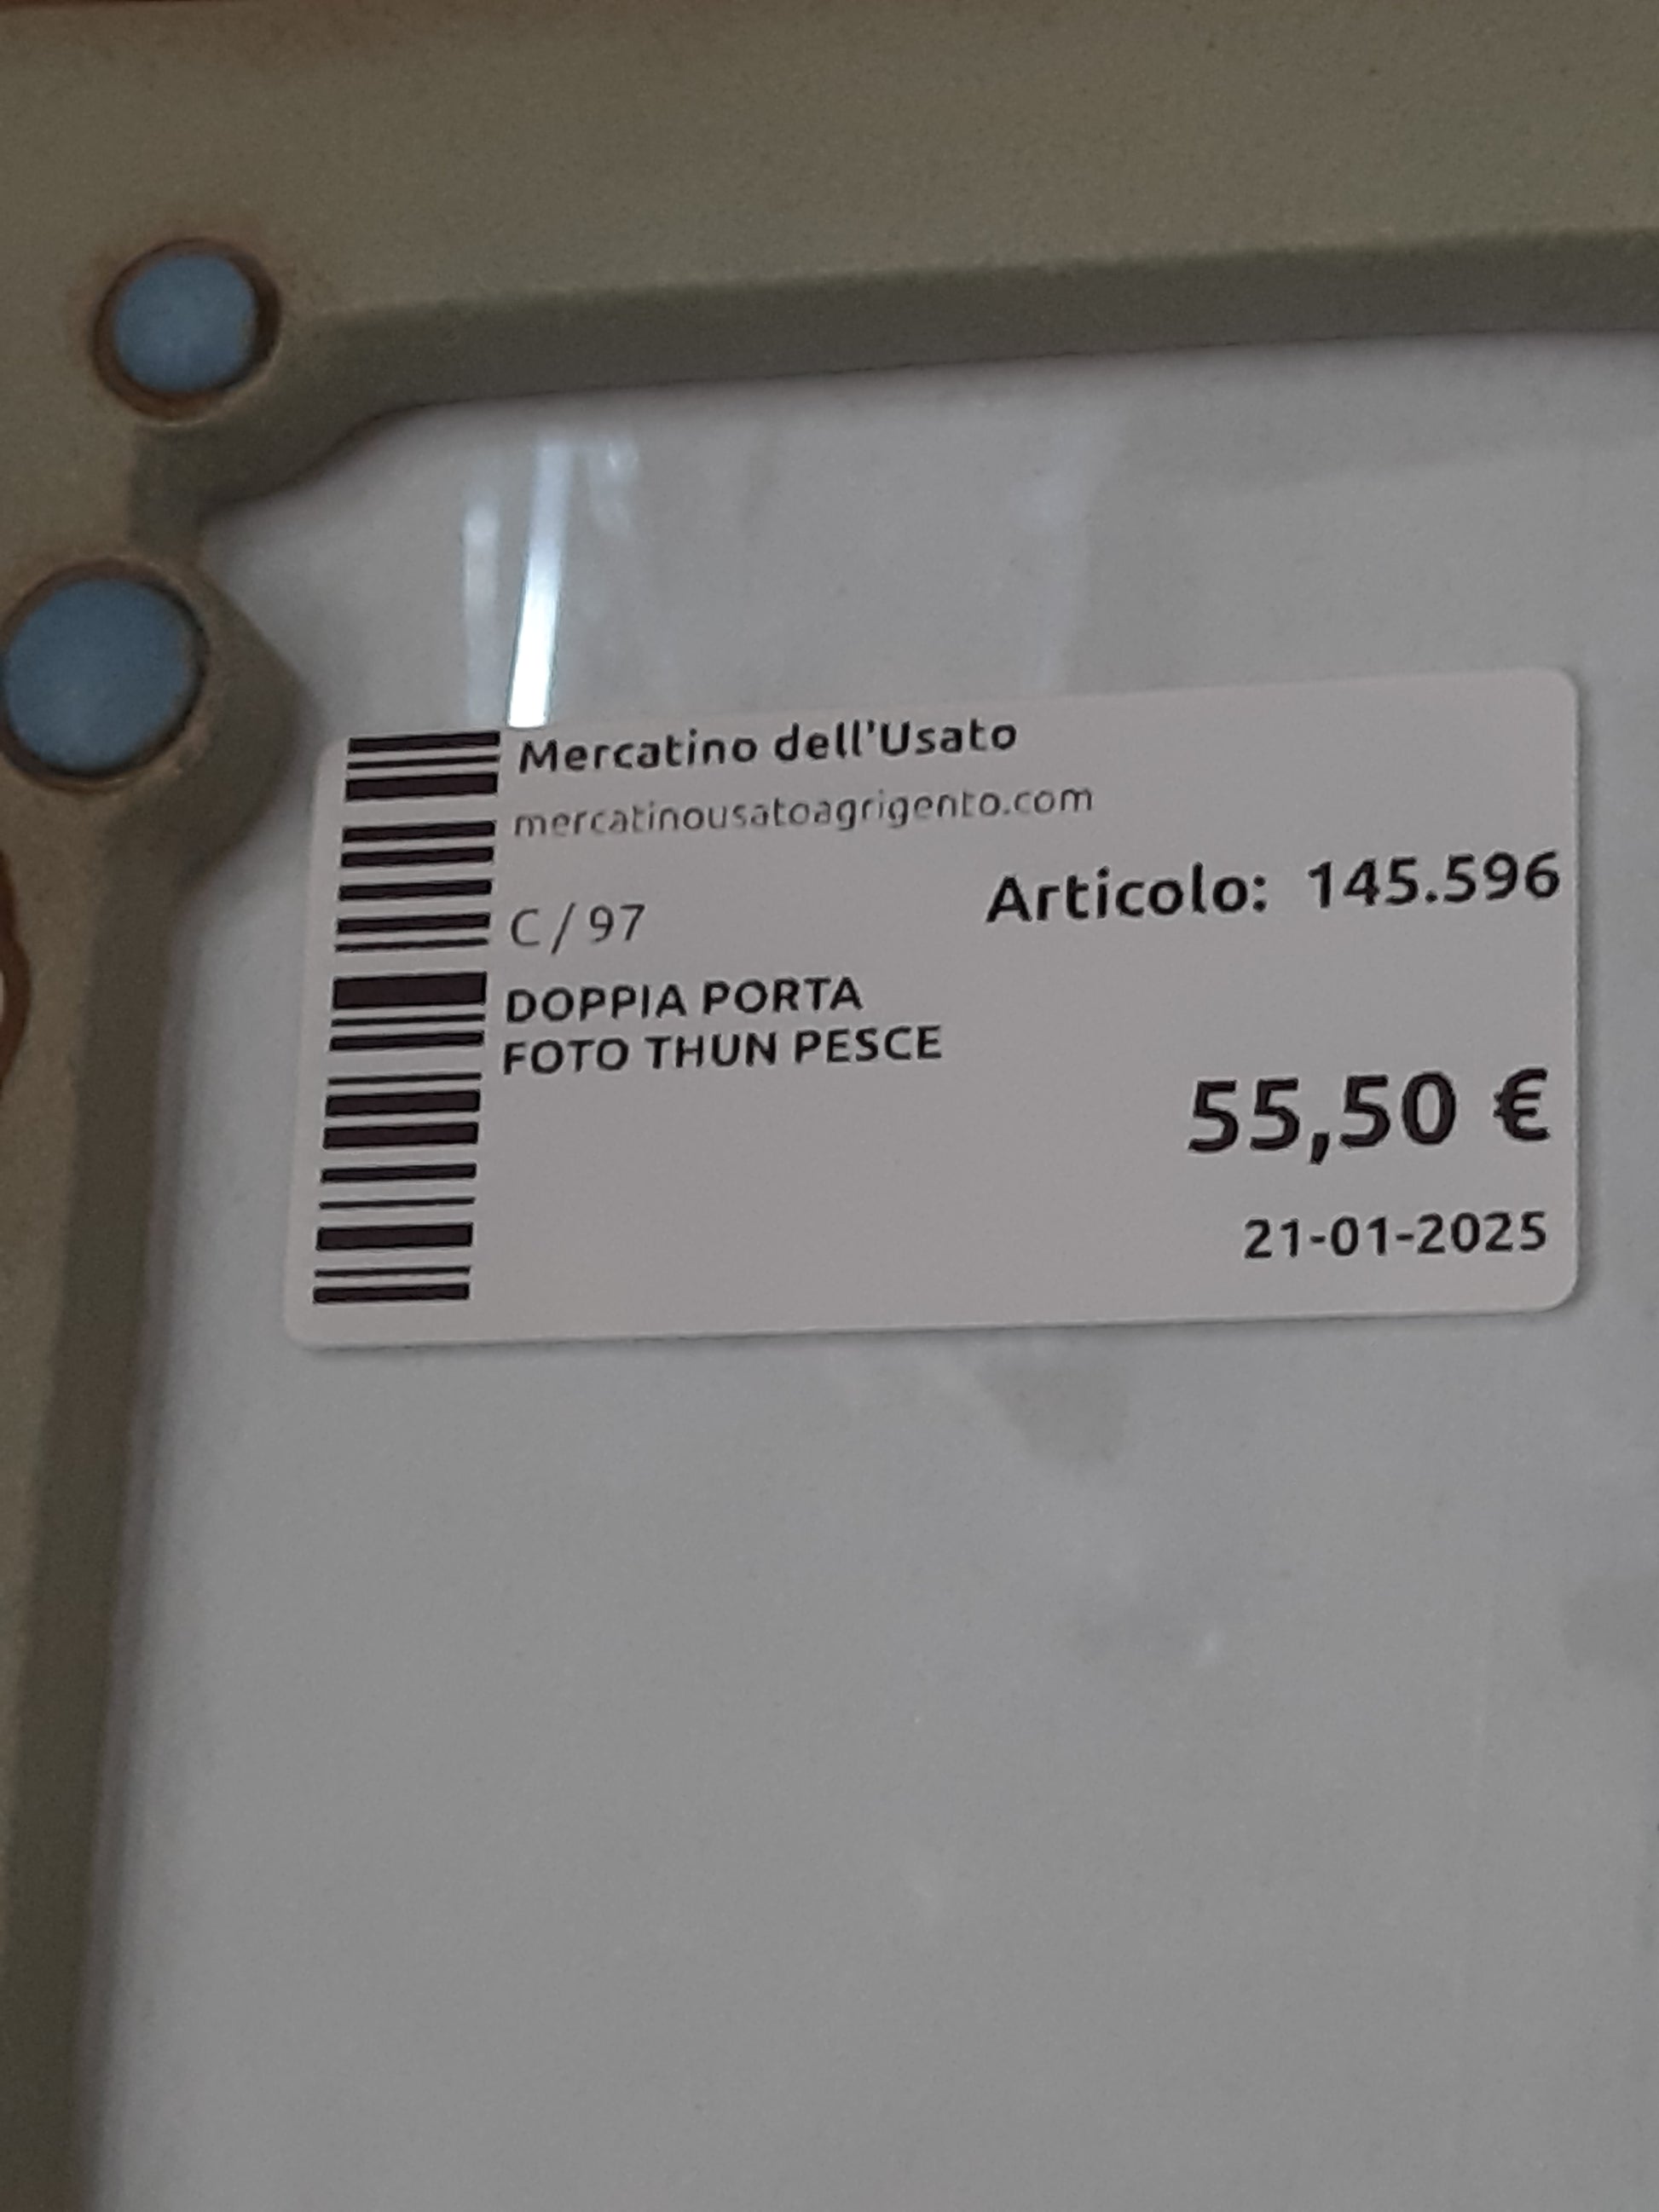 Mercatino dell'Usato
mercatinousatoagrigento.com
Articolo: 145.596
C/97
DOPPIA PORTA
FOTO THUN PESCE
55,50 €
21-01-2025